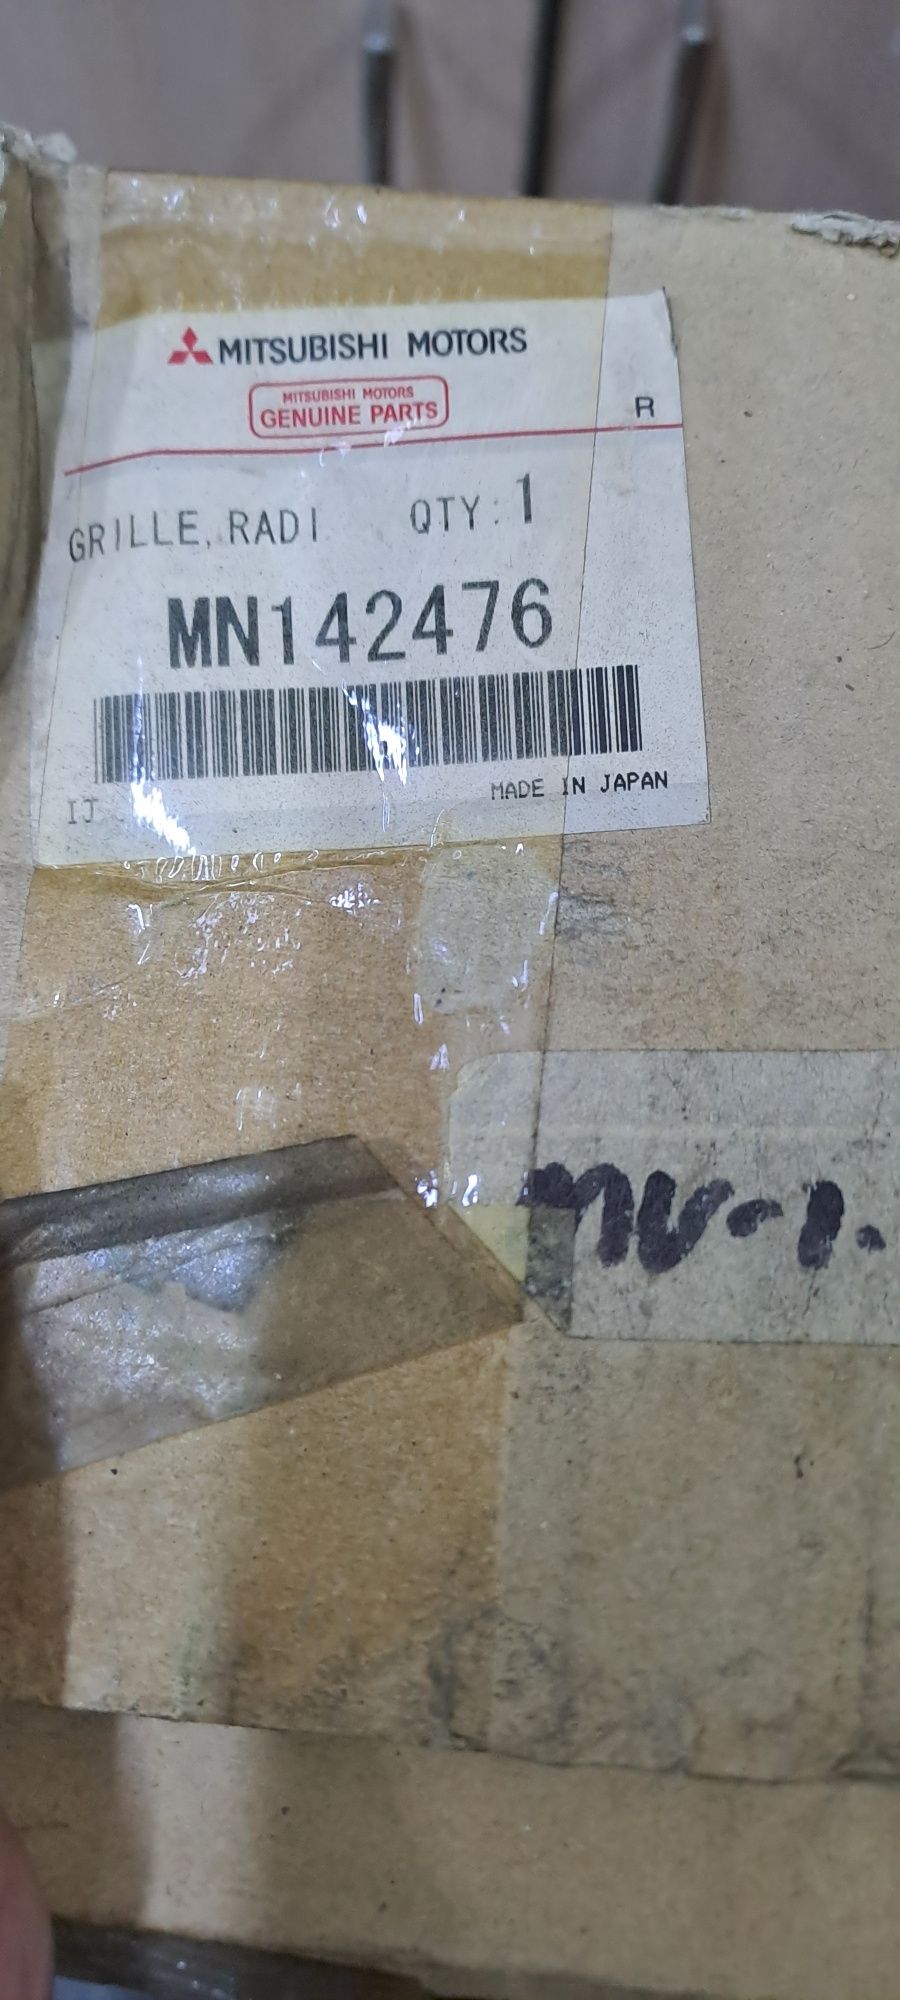 MITSUBISHI MOTORS
MITSUBISHI MOTORS
GENUINE PARTS
R
GRILLE, RADI QTY: 1
MN142476
IJ
MADE IN JAPAN